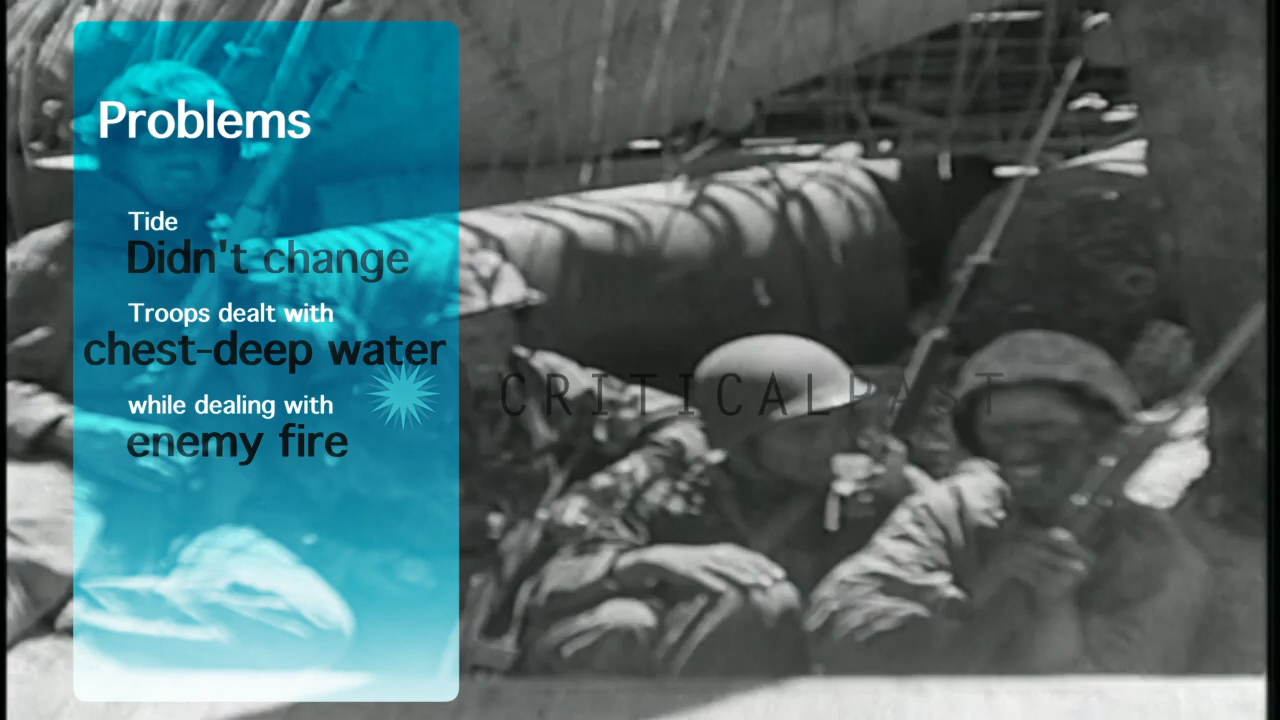 Problems
Tide
Didn't change
Troops dealt with
chest-deep water
while dealing with
enemy fire
CRITICALPAST